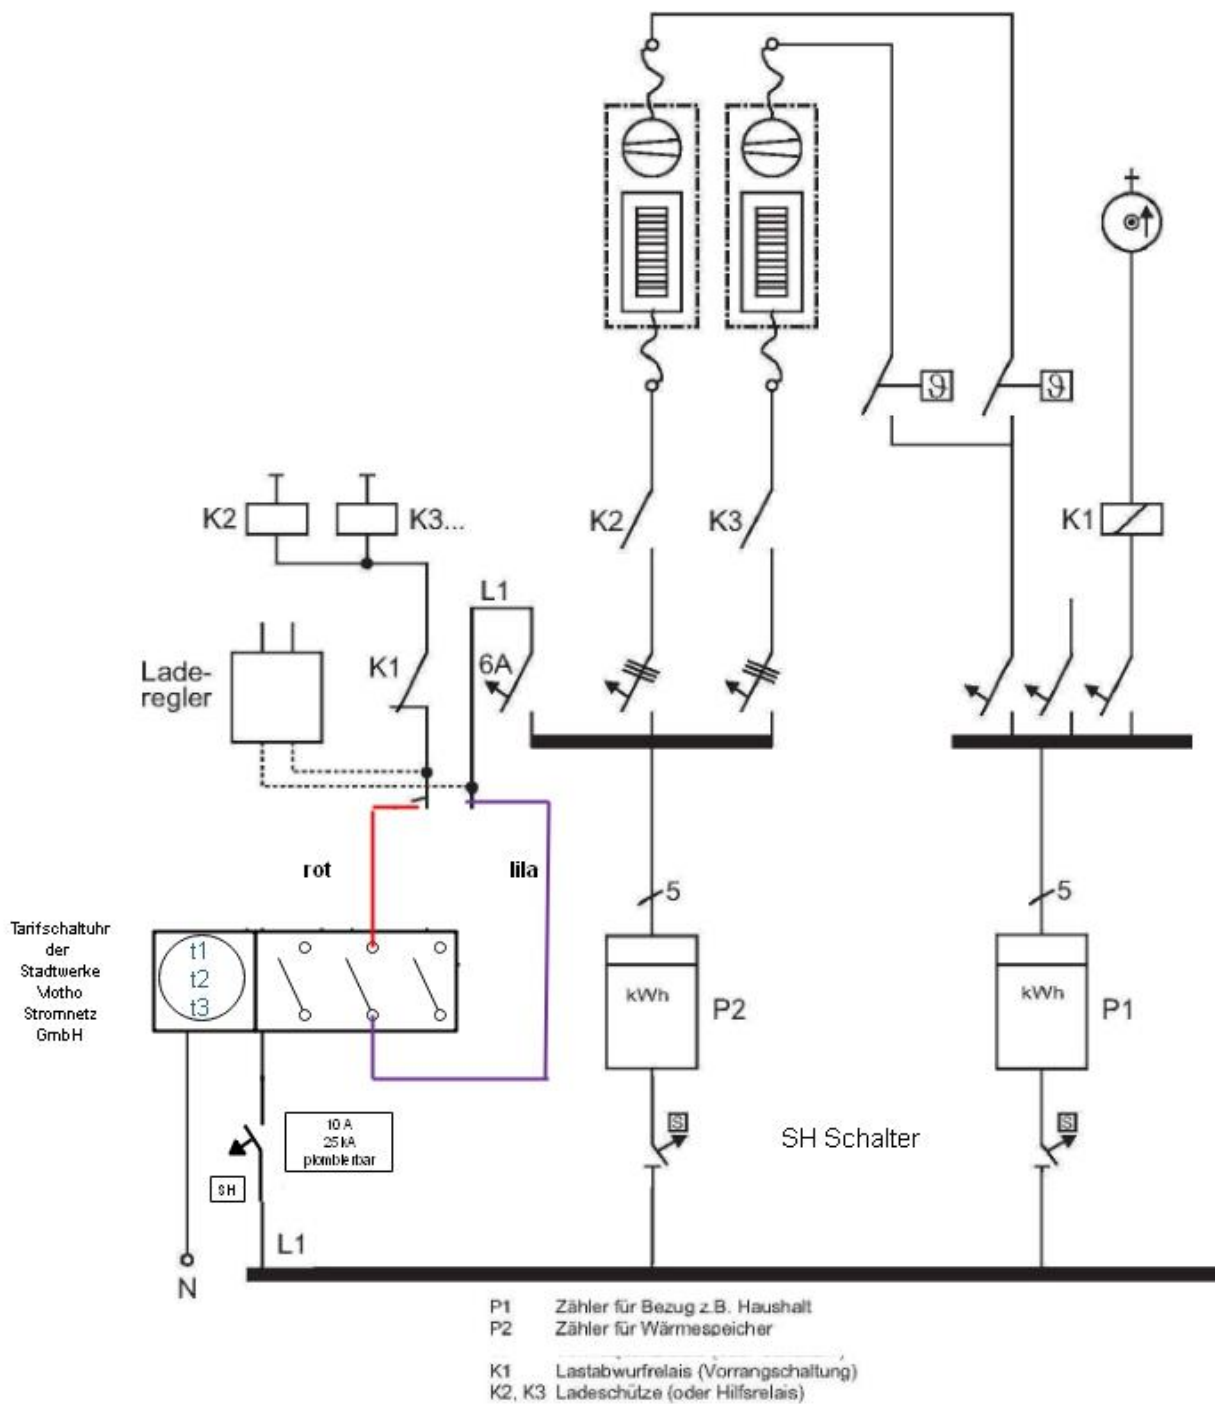 ϑ
ϑ
K2
K3...
K2
K3
K1
L1
Lade-
regler
K1
6A
rot
lila
5
5
Tarifschaltuhr
der
Stadtwerke
Motho
Stromnetz
GmbH
t1
t2
t3
kWh
P2
kWh
P1
10 A
25 kA
plombierbar
S
SH Schalter
S
SH
L1
N
P1 Zähler für Bezug z.B. Haushalt
P2 Zähler für Wärmespeicher
K1 Lastabwurfrelais (Vorrangschaltung)
K2, K3 Ladeschütze (oder Hilfsrelais)